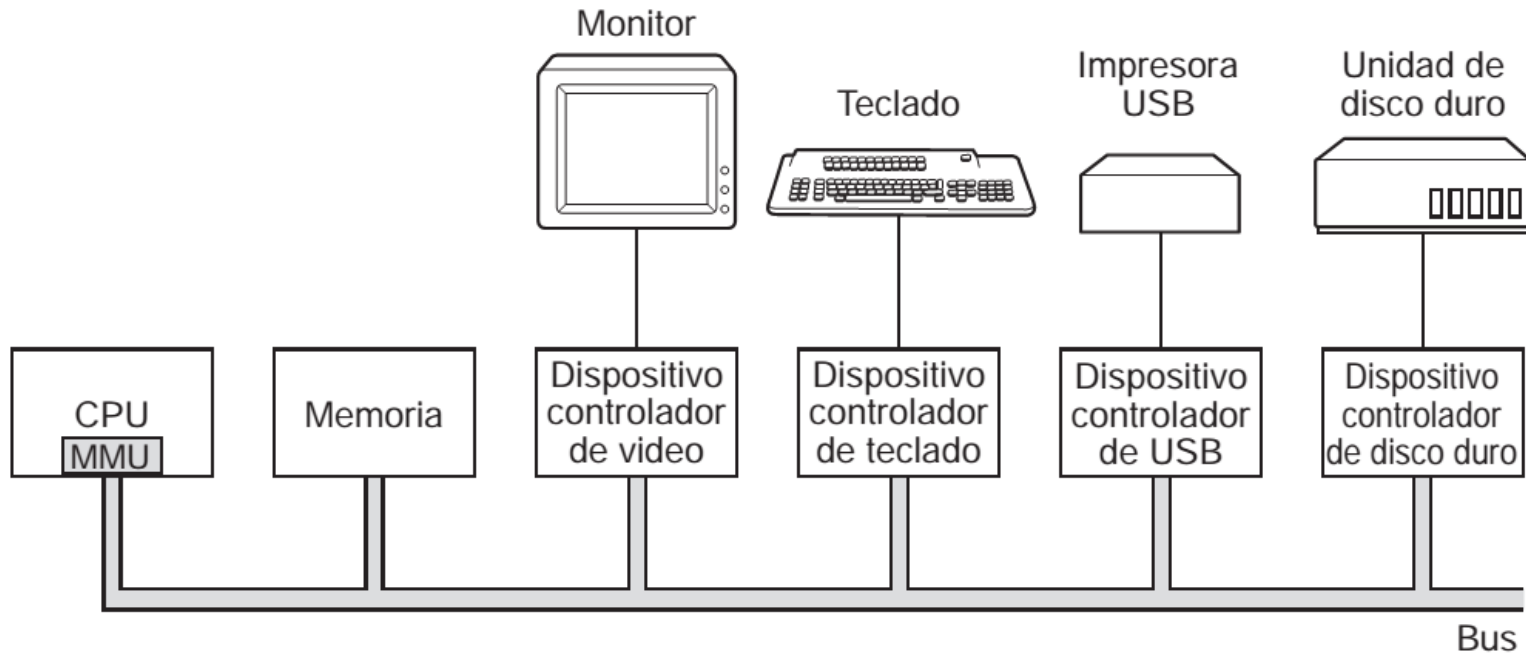 Monitor
Teclado
Impresora
USB
Unidad de
disco duro
CPU
MMU
Memoria
Dispositivo
controlador
de video
Dispositivo
controlador
de teclado
Dispositivo
controlador
de USB
Dispositivo
controlador
de disco duro
Bus